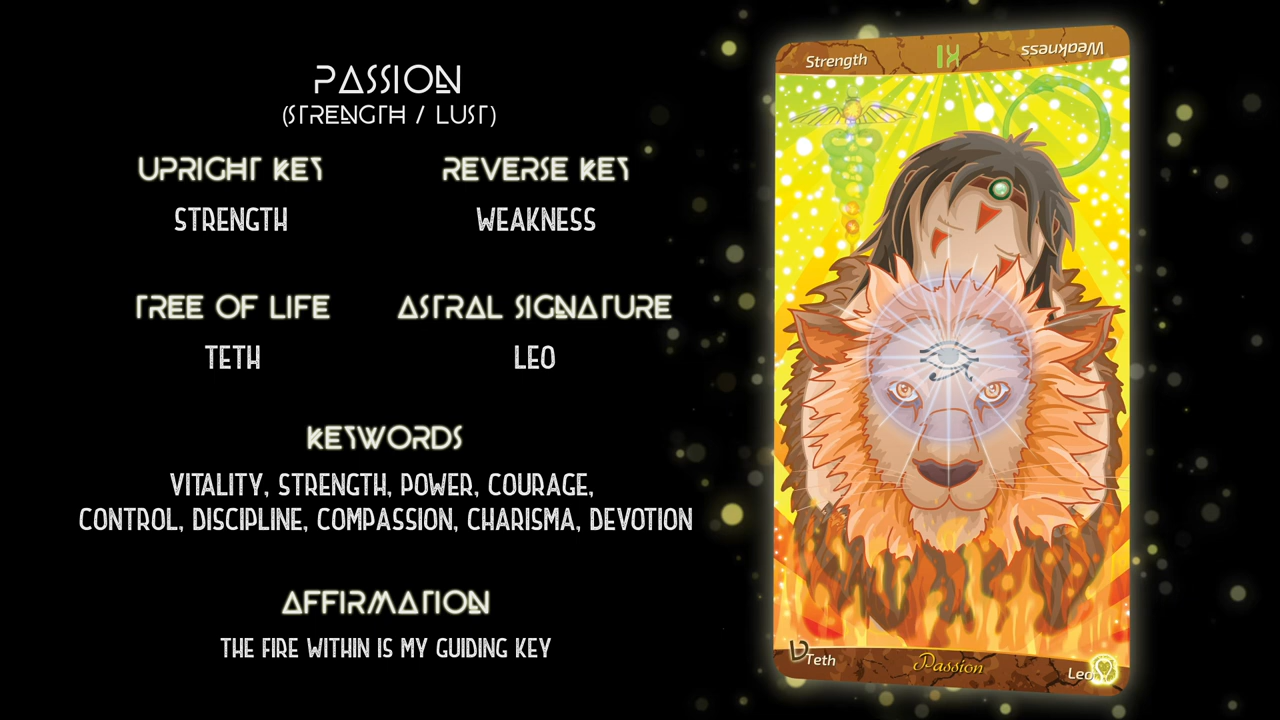 PASSION
(STRENGTH / LUST)
UPRIGHT KEY
REVERSE KEY
STRENGTH
WEAKNESS
TREE OF LIFE
ASTRAL SIGNATURE
TETH
LEO
KEYWORDS
VITALITY, STRENGTH, POWER, COURAGE,
CONTROL, DISCIPLINE, COMPASSION, CHARISMA, DEVOTION
AFFIRMATION
THE FIRE WITHIN IS MY GUIDING KEY
Strength
XI
Weakness
ט
Teth
Passion
Leo